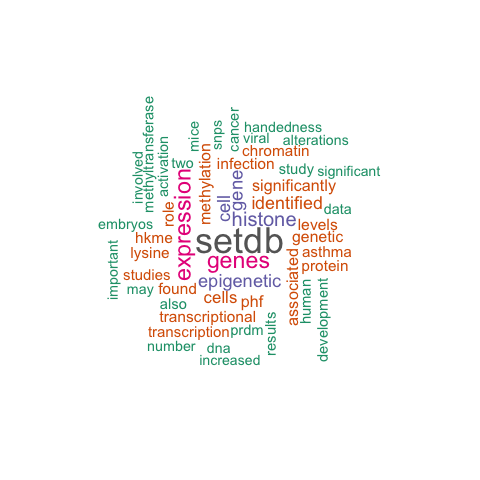 handedness
viral
alterations
chromatin
infection
study
significant
significantly
identified
data
levels
genetic
asthma
protein
histone
setdb
genes
epigenetic
cells
phf
transcriptional
transcription
prdm
number
dna
increased
embryos
hkme
lysine
studies
may
found
also
two
role
involved
methyltransferase
activation
mice
snps
cancer
methylation
expression
cell
gene
important
associated
human
development
results